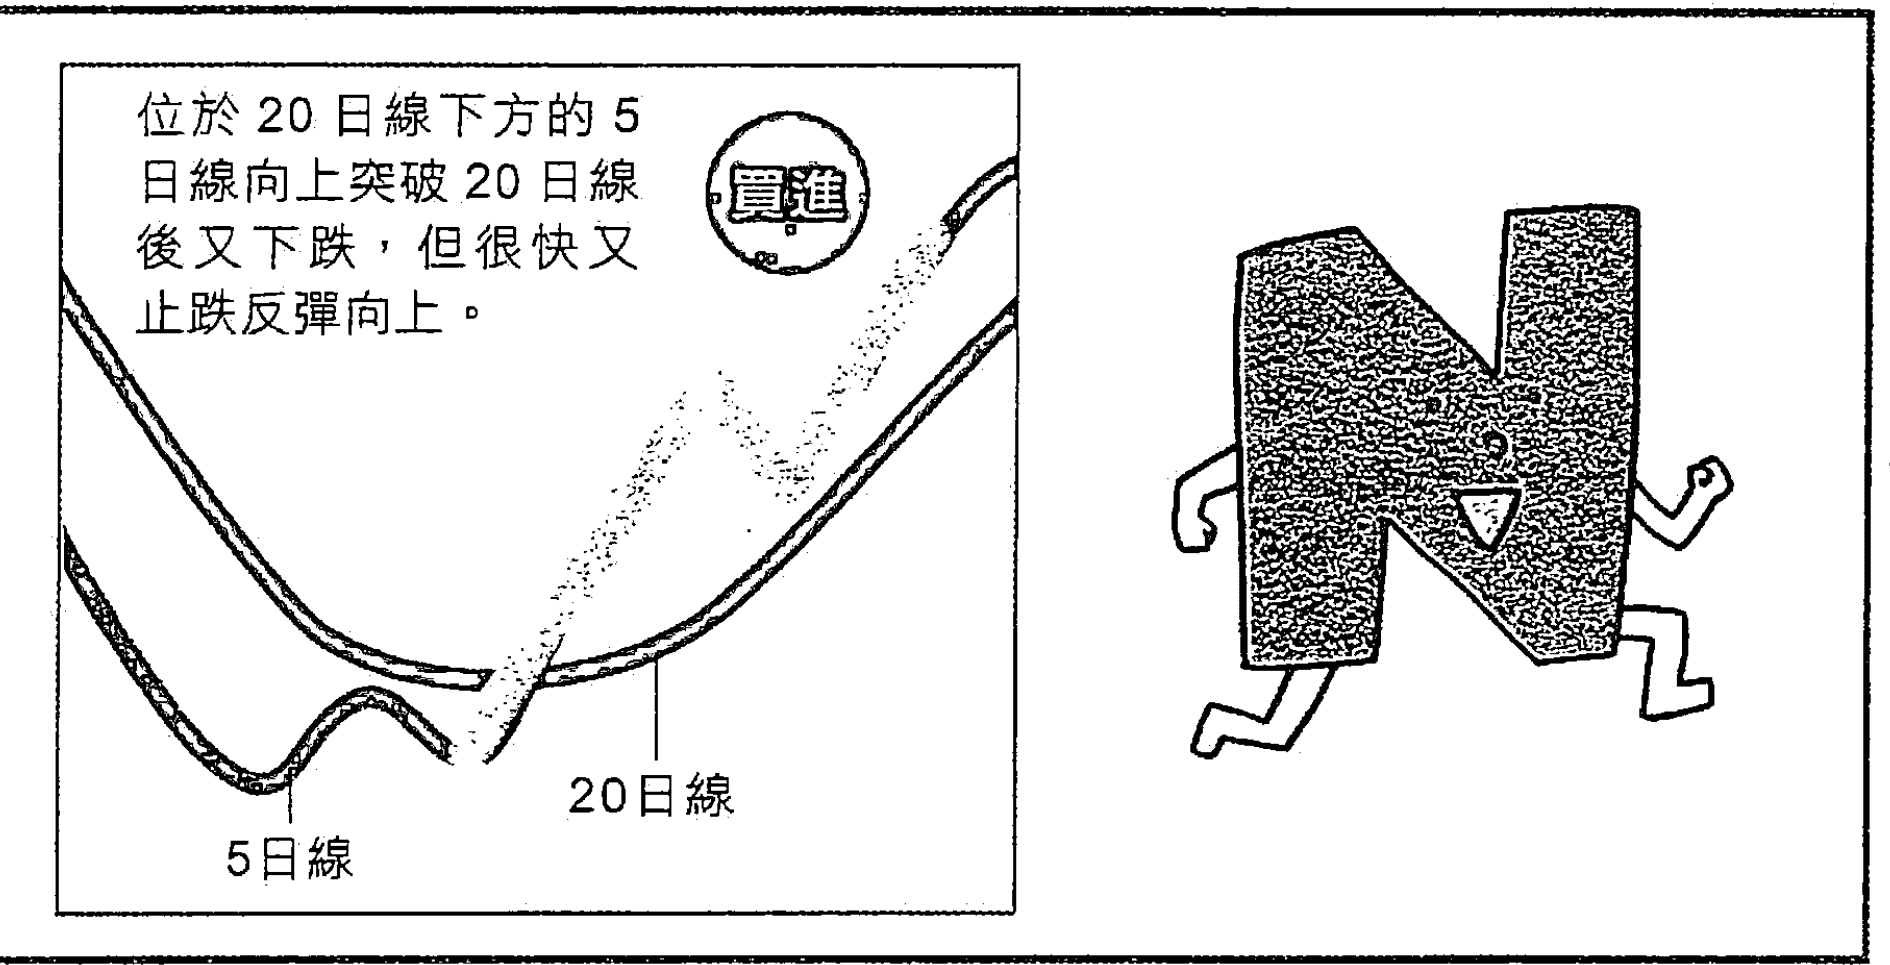 位於 20 日線下方的 5
日線向上突破 20 日線
後又下跌，但很快又
止跌反彈向上。
買進
20日線
5日線